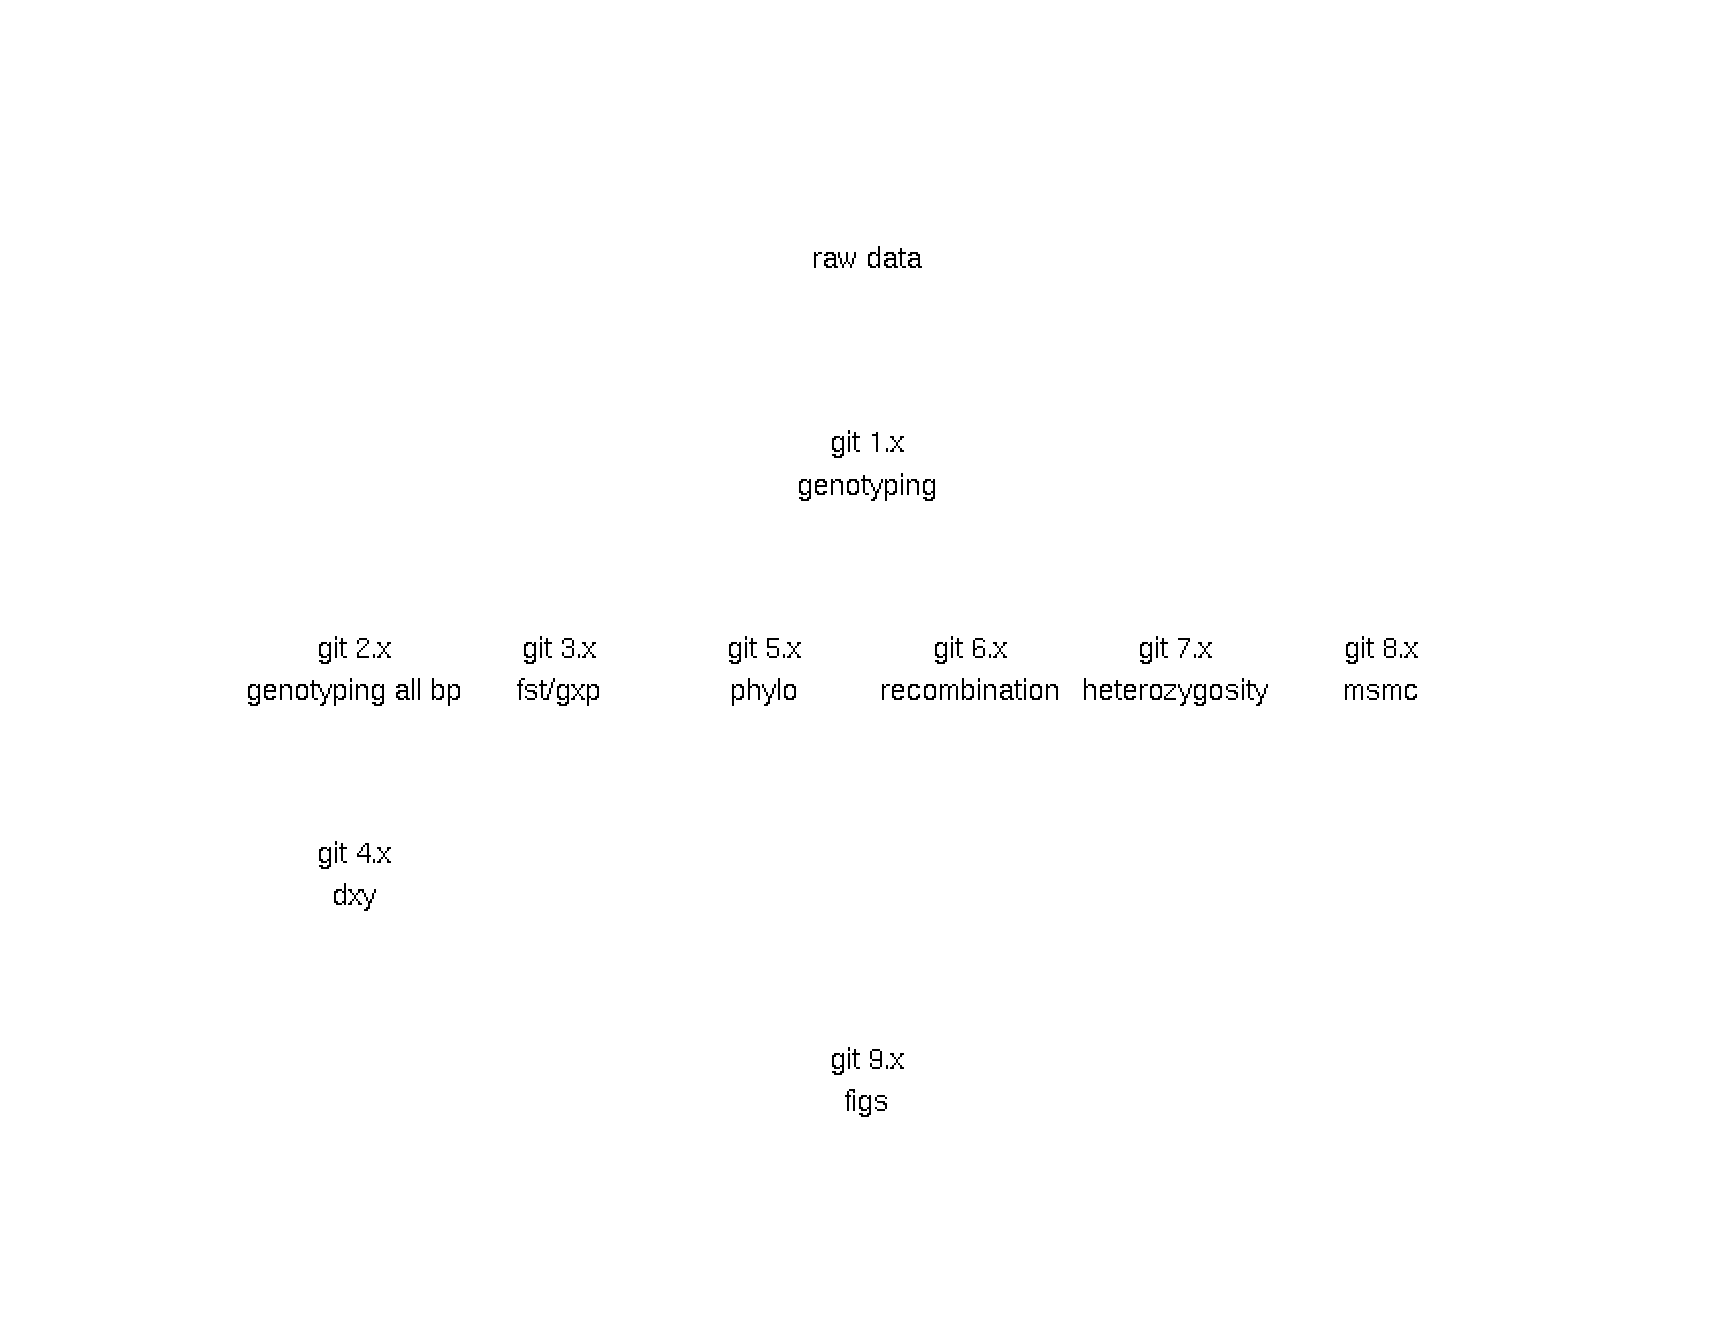 raw data
git 1.x
genotyping
git 2.x
genotyping all bp
git 3.x
fst/gxp
git 5.x
phylo
git 6.x
recombination
git 7.x
heterozygosity
git 8.x
msmc
git 4.x
dxy
git 9.x
figs